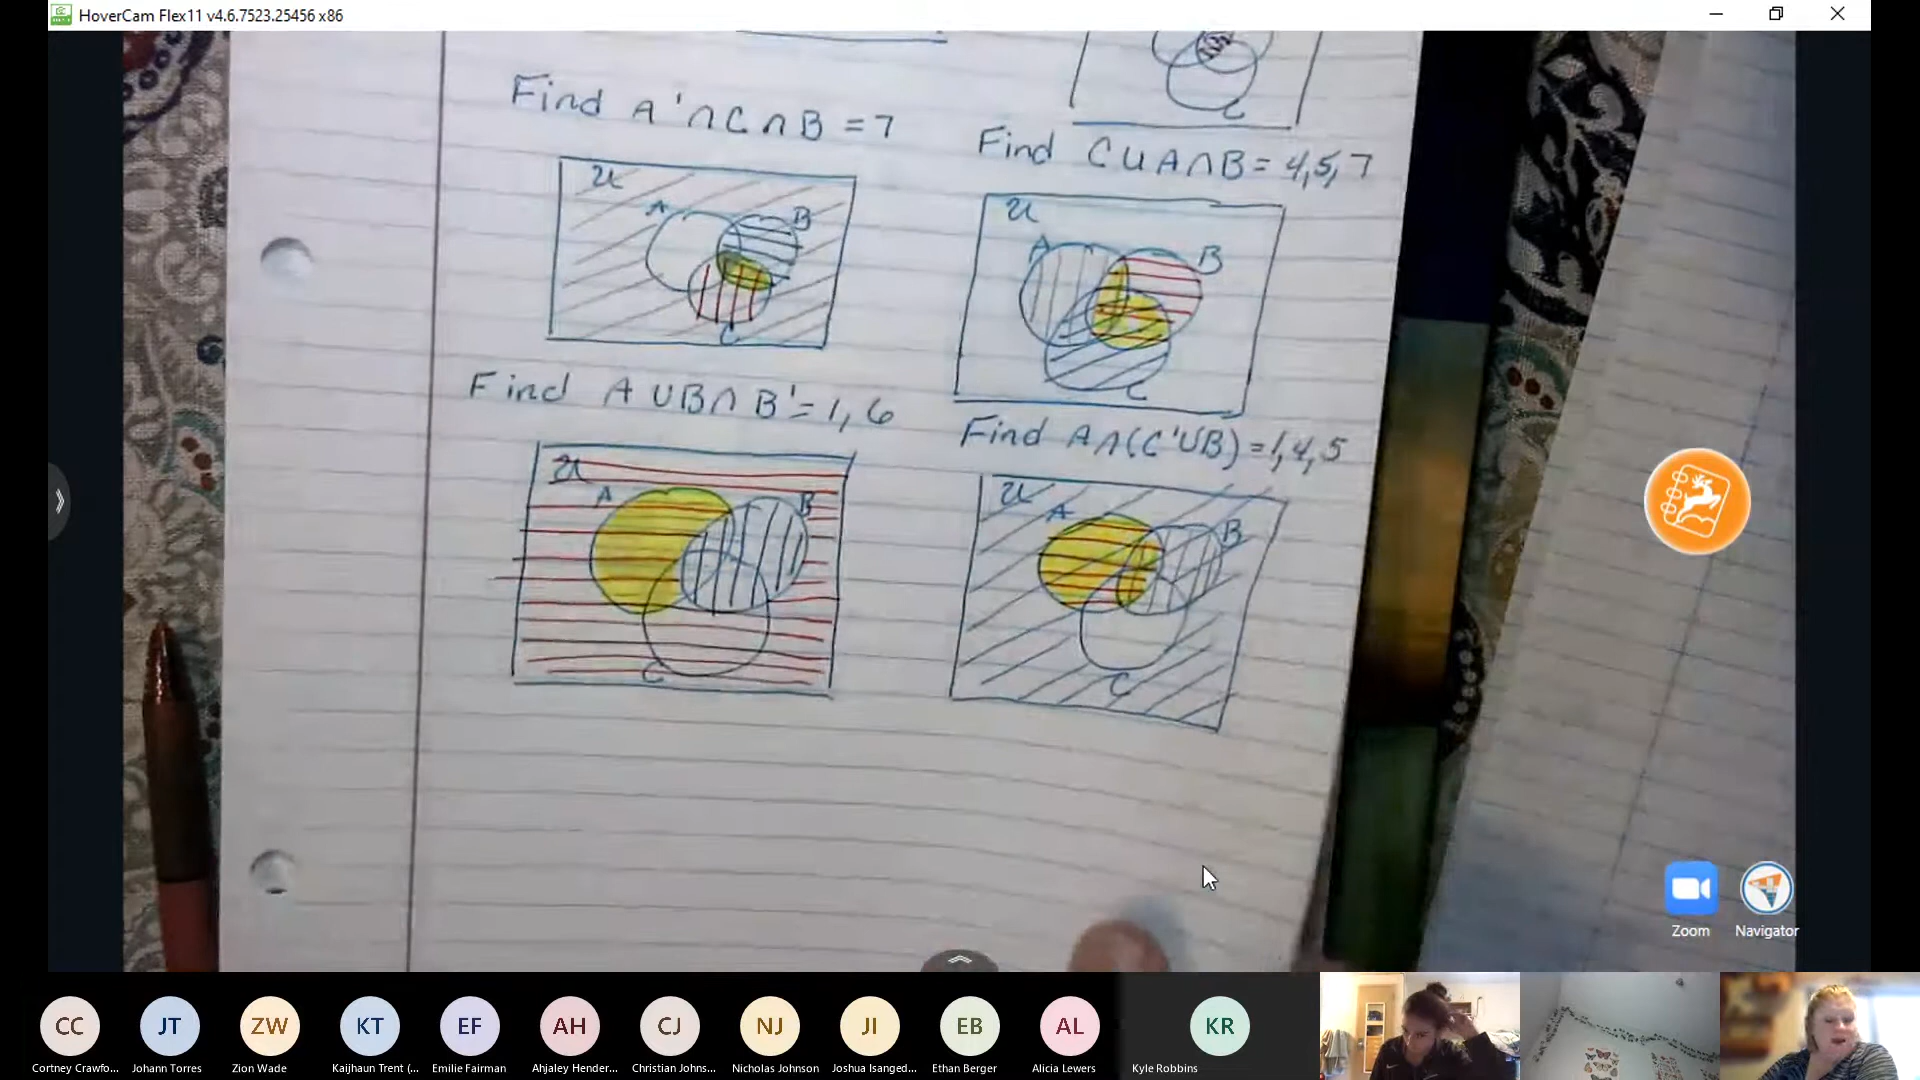 HoverCam Flex11 v4.6.7523.25456 x86
C
Find A'∩C∩B = 7
Find C∪A∩B = 4,5,7
U
A
B
C
U
A
B
C
Find A∪B∩B' = 1,6
Find A∩(C'∪B) = 1,4,5
U
A
B
C
U
A
B
C
Zoom
Navigator
CC
JT
ZW
KT
EF
AH
CJ
NJ
JI
EB
AL
KR
Cortney Crawfo...
Johann Torres
Zion Wade
Kaijhaun Trent (...
Emilie Fairman
Ahjaley Hender...
Christian Johns...
Nicholas Johnson
Joshua Isanged...
Ethan Berger
Alicia Lewers
Kyle Robbins